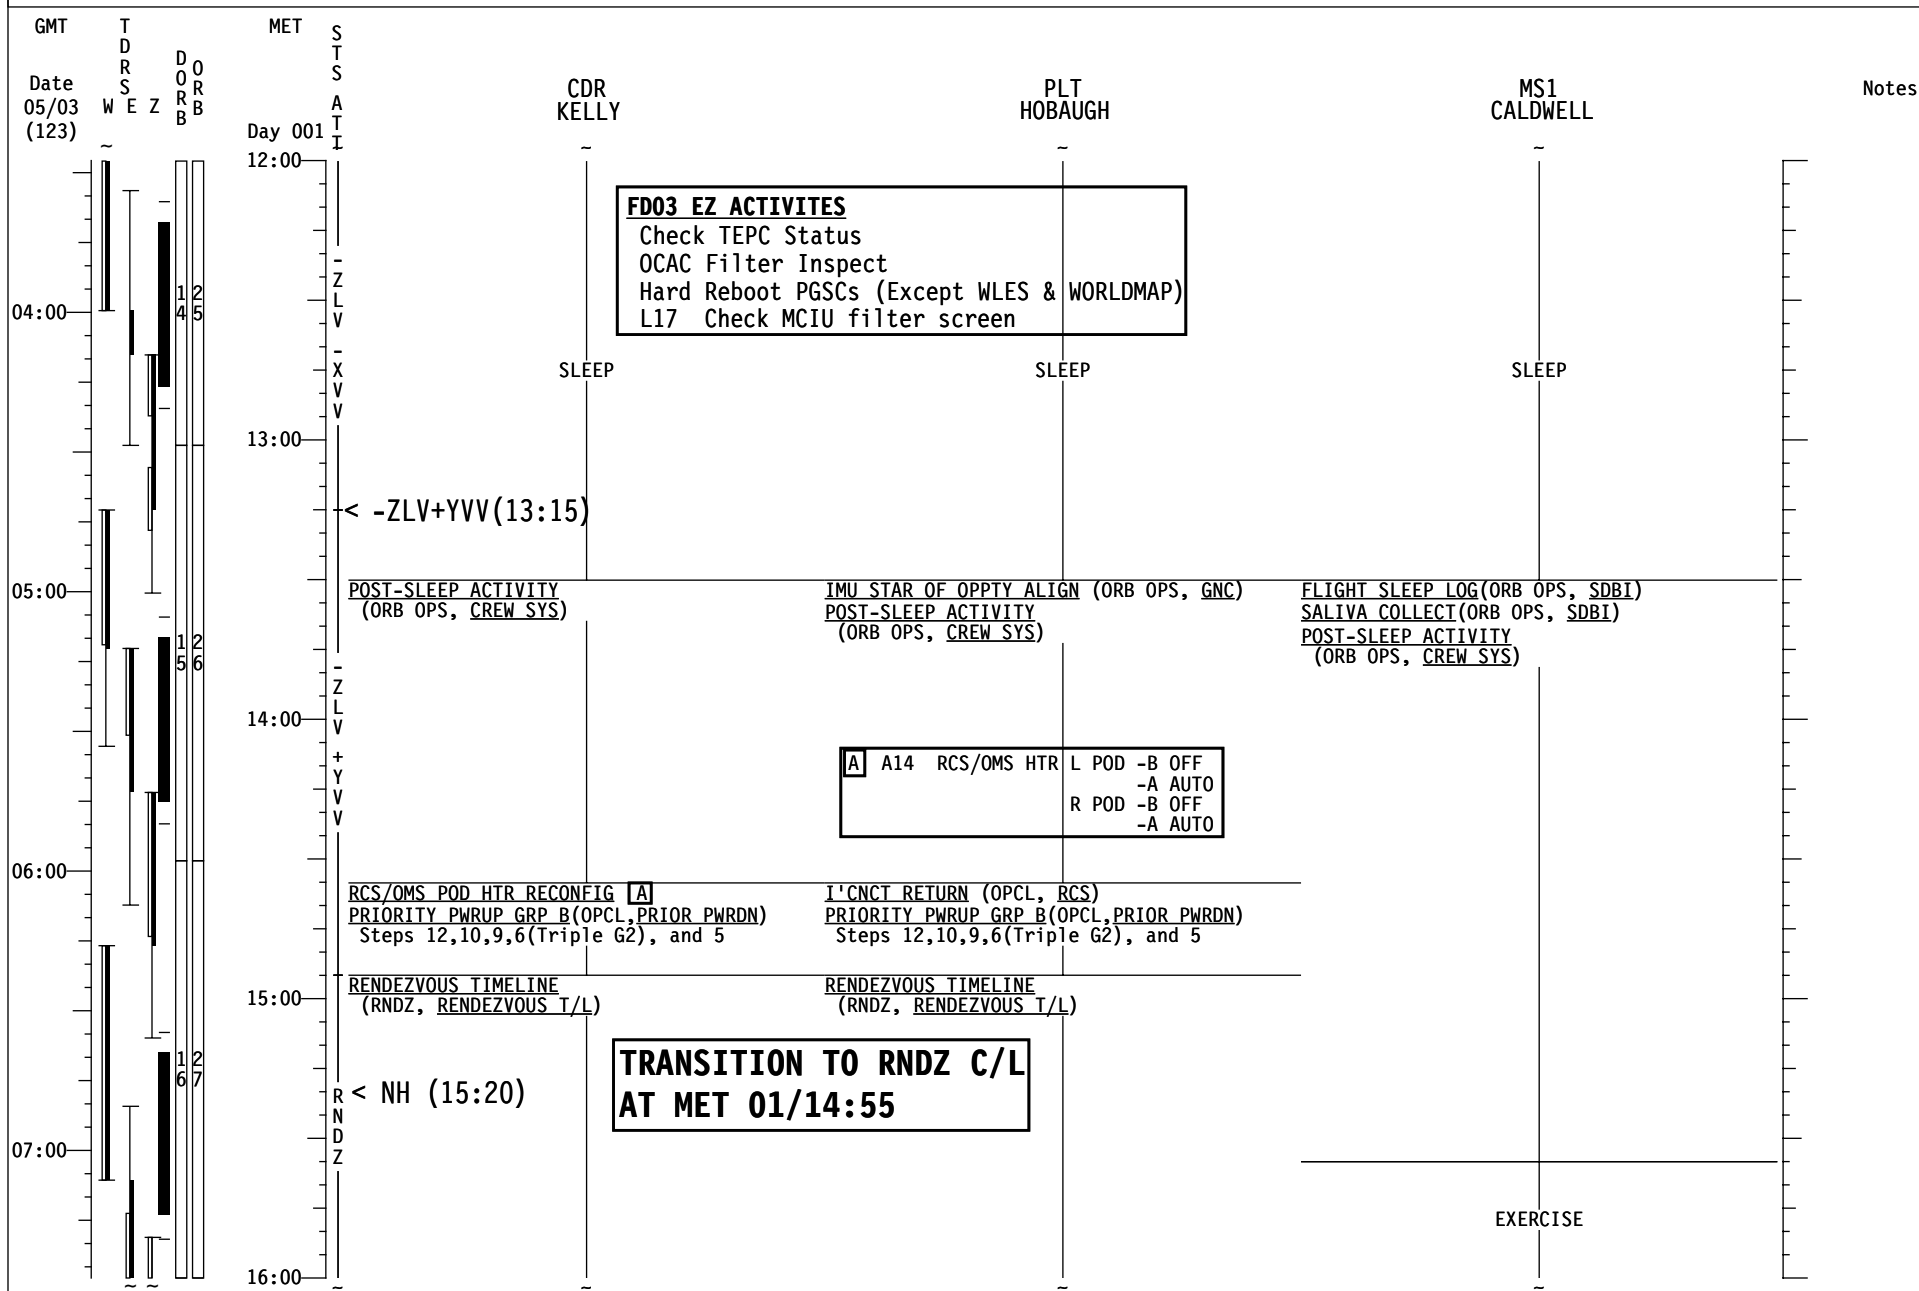 GMT
TDRS
W E Z
DORB
ORB
MET
STS ATT
Date
05/03
(123)
Day 001
CDR
KELLY
PLT
HOBAUGH
MS1
CALDWELL
Notes
~
~
~
~
~
12:00
FD03 EZ ACTIVITES
Check TEPC Status
OCAC Filter Inspect
Hard Reboot PGSCs (Except WLES & WORLDMAP)
L17 Check MCIU filter screen
-ZLV
-XVV
14
25
04:00
SLEEP
SLEEP
SLEEP
13:00
< -ZLV+YVV(13:15)
05:00
POST-SLEEP ACTIVITY
(ORB OPS, CREW SYS)
IMU STAR OF OPPTY ALIGN (ORB OPS, GNC)
POST-SLEEP ACTIVITY
(ORB OPS, CREW SYS)
FLIGHT SLEEP LOG(ORB OPS, SDBI)
SALIVA COLLECT(ORB OPS, SDBI)
POST-SLEEP ACTIVITY
(ORB OPS, CREW SYS)
15
26
-ZLV
+YVV
14:00
A A14 RCS/OMS HTR L POD -B OFF
-A AUTO
R POD -B OFF
-A AUTO
06:00
RCS/OMS POD HTR RECONFIG A
PRIORITY PWRUP GRP B(OPCL,PRIOR PWRDN)
Steps 12,10,9,6(Triple G2), and 5
I'CNCT RETURN (OPCL, RCS)
PRIORITY PWRUP GRP B(OPCL,PRIOR PWRDN)
Steps 12,10,9,6(Triple G2), and 5
15:00
RENDEZVOUS TIMELINE
(RNDZ, RENDEZVOUS T/L)
RENDEZVOUS TIMELINE
(RNDZ, RENDEZVOUS T/L)
16
27
TRANSITION TO RNDZ C/L
AT MET 01/14:55
< NH (15:20)
RNDZ
07:00
EXERCISE
16:00
~
~
~
~
~
~